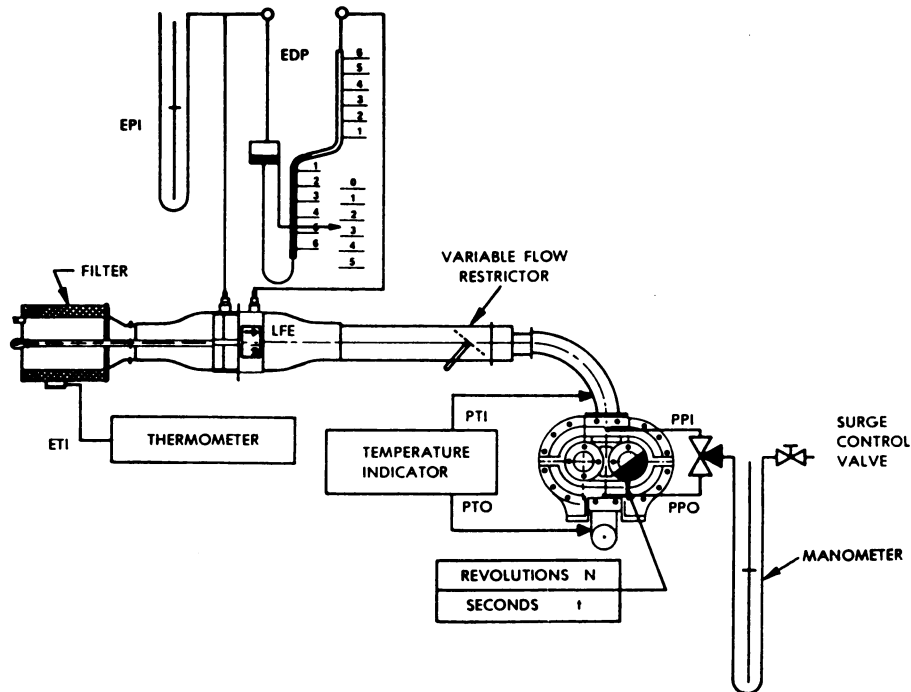 EDP
6
5
4
3
2
1
EPI
1
2
3
4
5
6
0
1
2
3
4
5
FILTER
VARIABLE FLOW
RESTRICTOR
LFE
ETI
THERMOMETER
PTI
TEMPERATURE
INDICATOR
PTO
PPI
PPO
SURGE
CONTROL
VALVE
MANOMETER
REVOLUTIONS N
SECONDS t